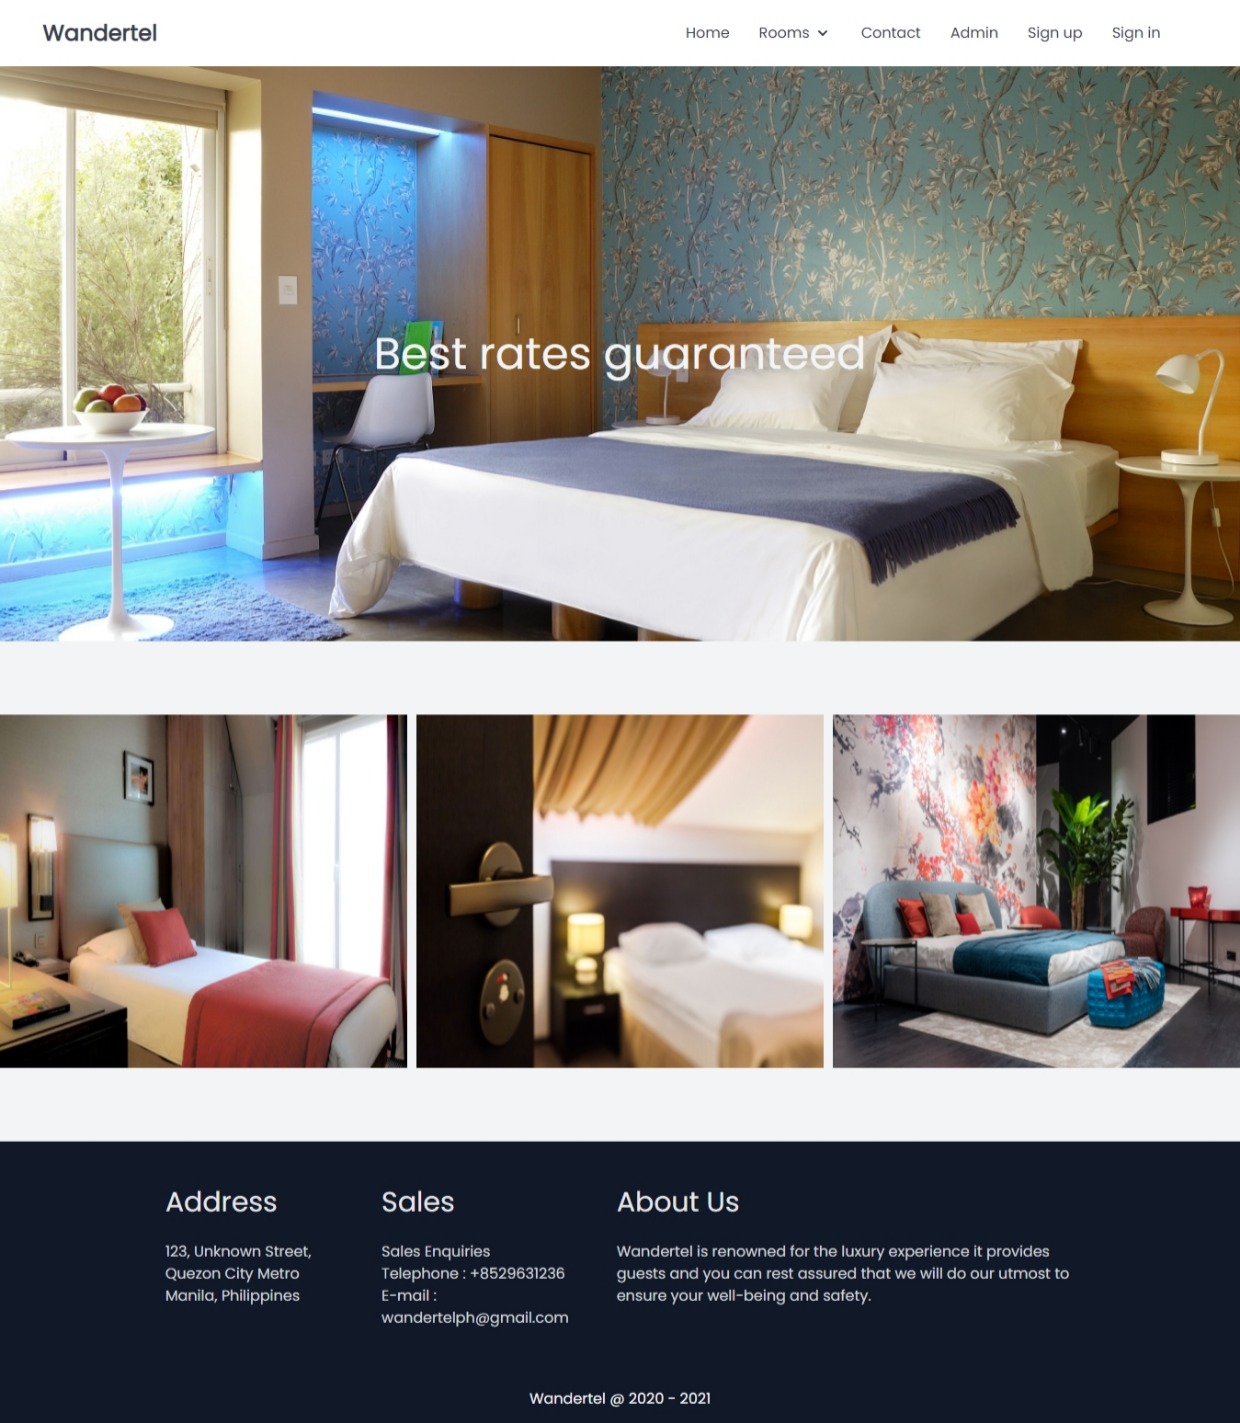 Wandertel
Home
Rooms
Contact
Admin
Sign up
Sign in
Best rates guaranteed
Address
123, Unknown Street,
Quezon City Metro
Manila, Philippines
Sales
Sales Enquiries
Telephone : +8529631236
E-mail :
wandertelph@gmail.com
About Us
Wandertel is renowned for the luxury experience it provides
guests and you can rest assured that we will do our utmost to
ensure your well-being and safety.
Wandertel @ 2020 - 2021